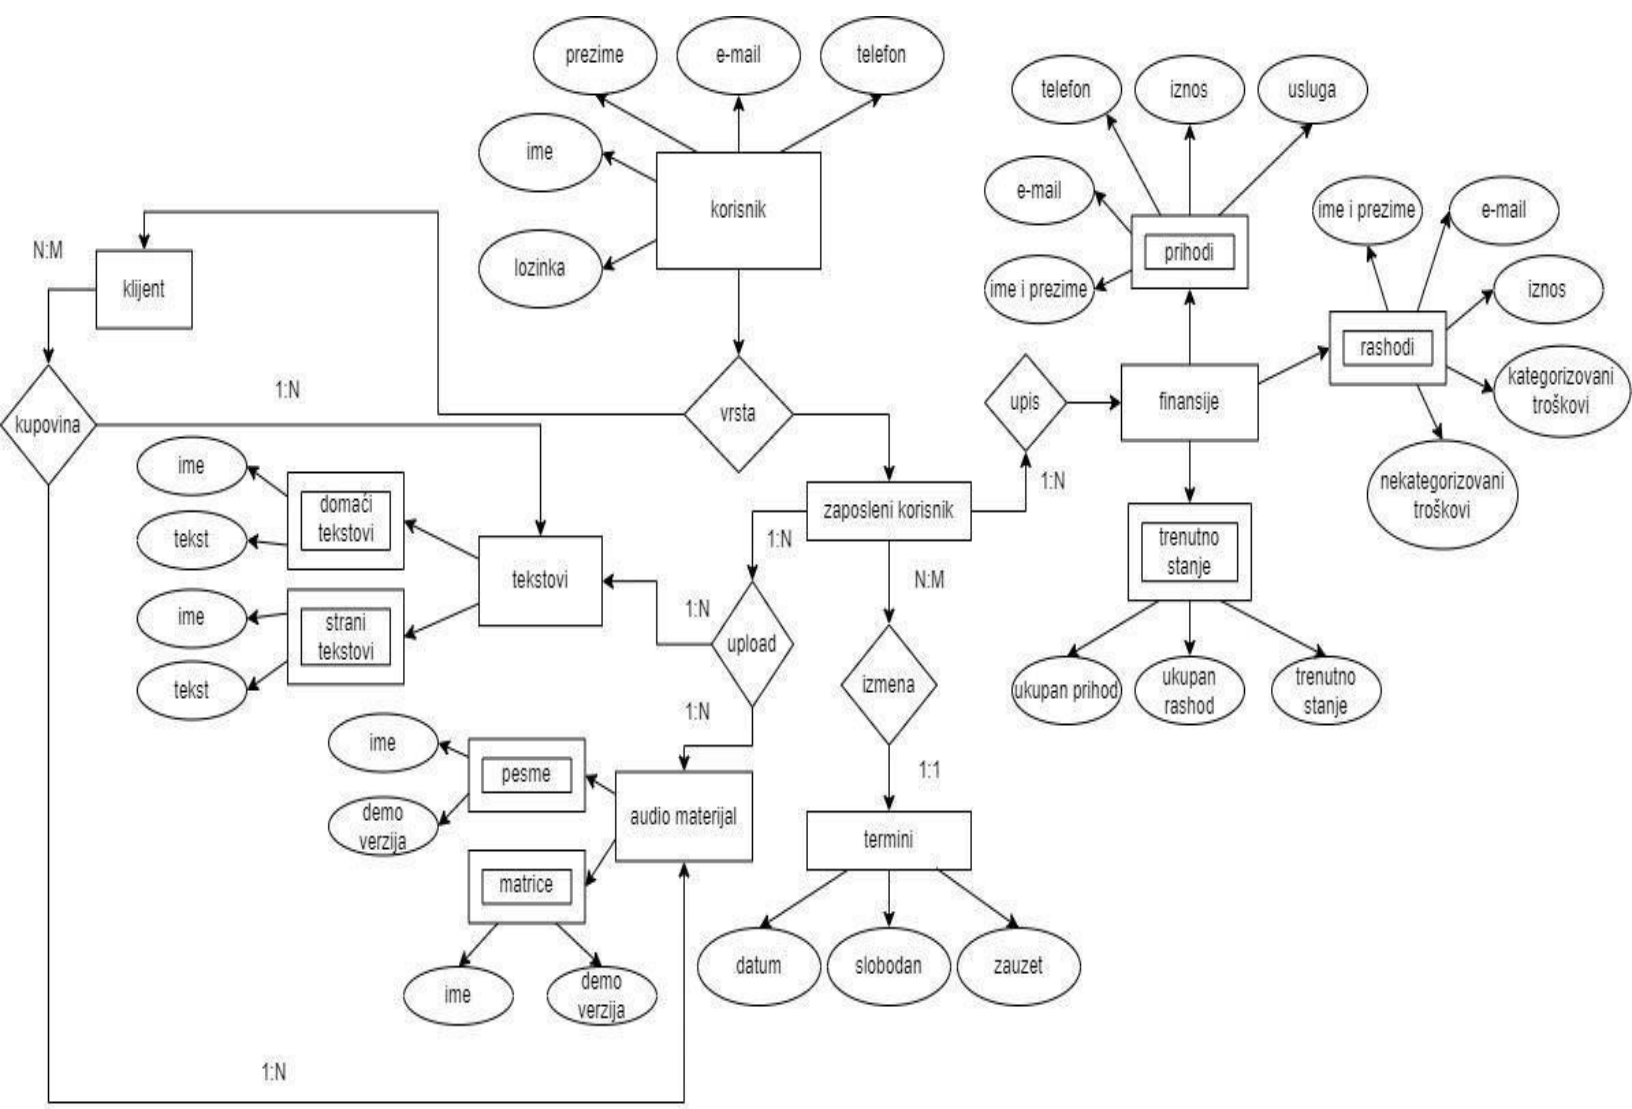 prezime
e-mail
telefon
ime
korisnik
lozinka
telefon
iznos
usluga
e-mail
prihodi
ime i prezime
ime i prezime
e-mail
iznos
rashodi
kategorizovani
troškovi
nekategorizovani
troškovi
N:M
klijent
kupovina
1:N
vrsta
upis
finansije
1:N
zaposleni korisnik
1:N
N:M
trenutno
stanje
ukupan prihod
ukupan
rashod
trenutno
stanje
ime
domaći
tekstovi
tekst
tekstovi
ime
strani
tekstovi
tekst
1:N
upload
izmena
1:N
1:1
ime
pesme
demo
verzija
audio materijal
matrice
ime
demo
verzija
termini
datum
slobodan
zauzet
1:N